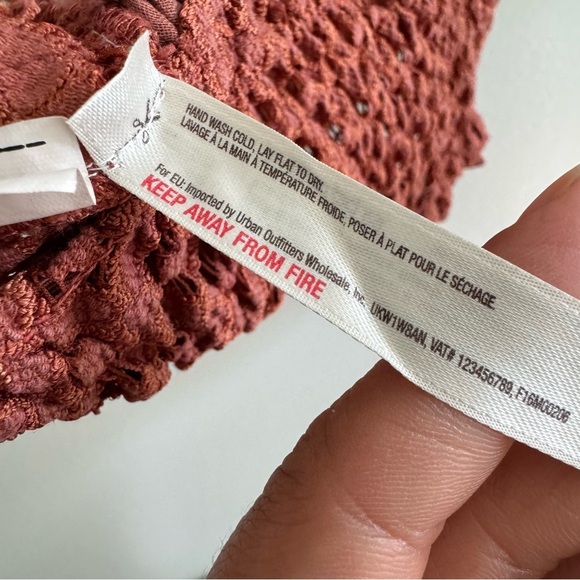 HAND WASH COLD, LAY FLAT TO DRY.
LAVAGE À LA MAIN À TEMPÉRATURE FROIDE, POSER À PLAT POUR LE SÉCHAGE.
For EU: Imported by Urban Outfitters Wholesale, Inc. UKW1W8AN, VAT# 123456789, F16MG0206
KEEP AWAY FROM FIRE